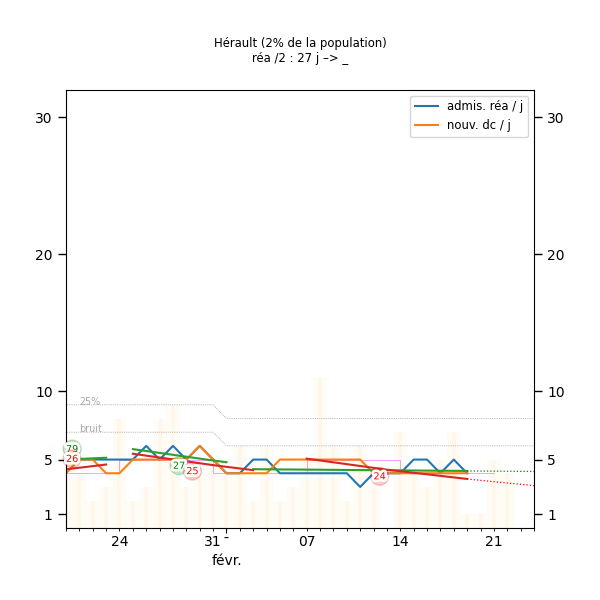 Hérault (2% de la population)
réa /2 : 27 j –> _
admis. réa / j
nouv. dc / j
30 30
20 20
10 10
25%
bruit
79
5 26 27 25 24 5
1 1
24 31 - 07 14 21
févr.